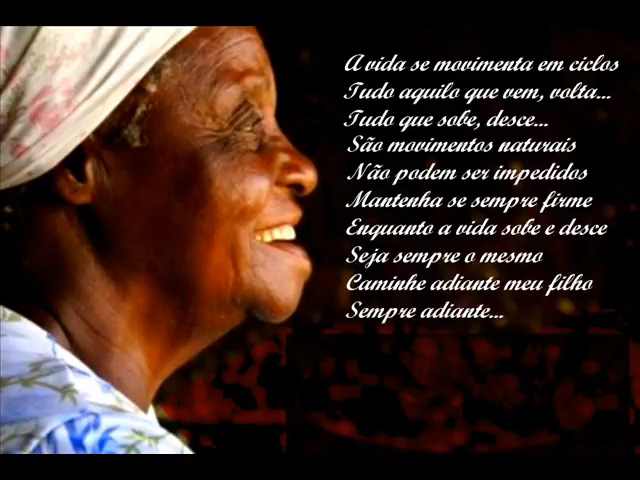 A vida se movimenta em ciclos
Tudo aquilo que vem, volta...
Tudo que sobe, desce...
São movimentos naturais
Não podem ser impedidos
Mantenha se sempre firme
Enquanto a vida sobe e desce
Seja sempre o mesmo
Caminhe adiante meu filho
Sempre adiante...